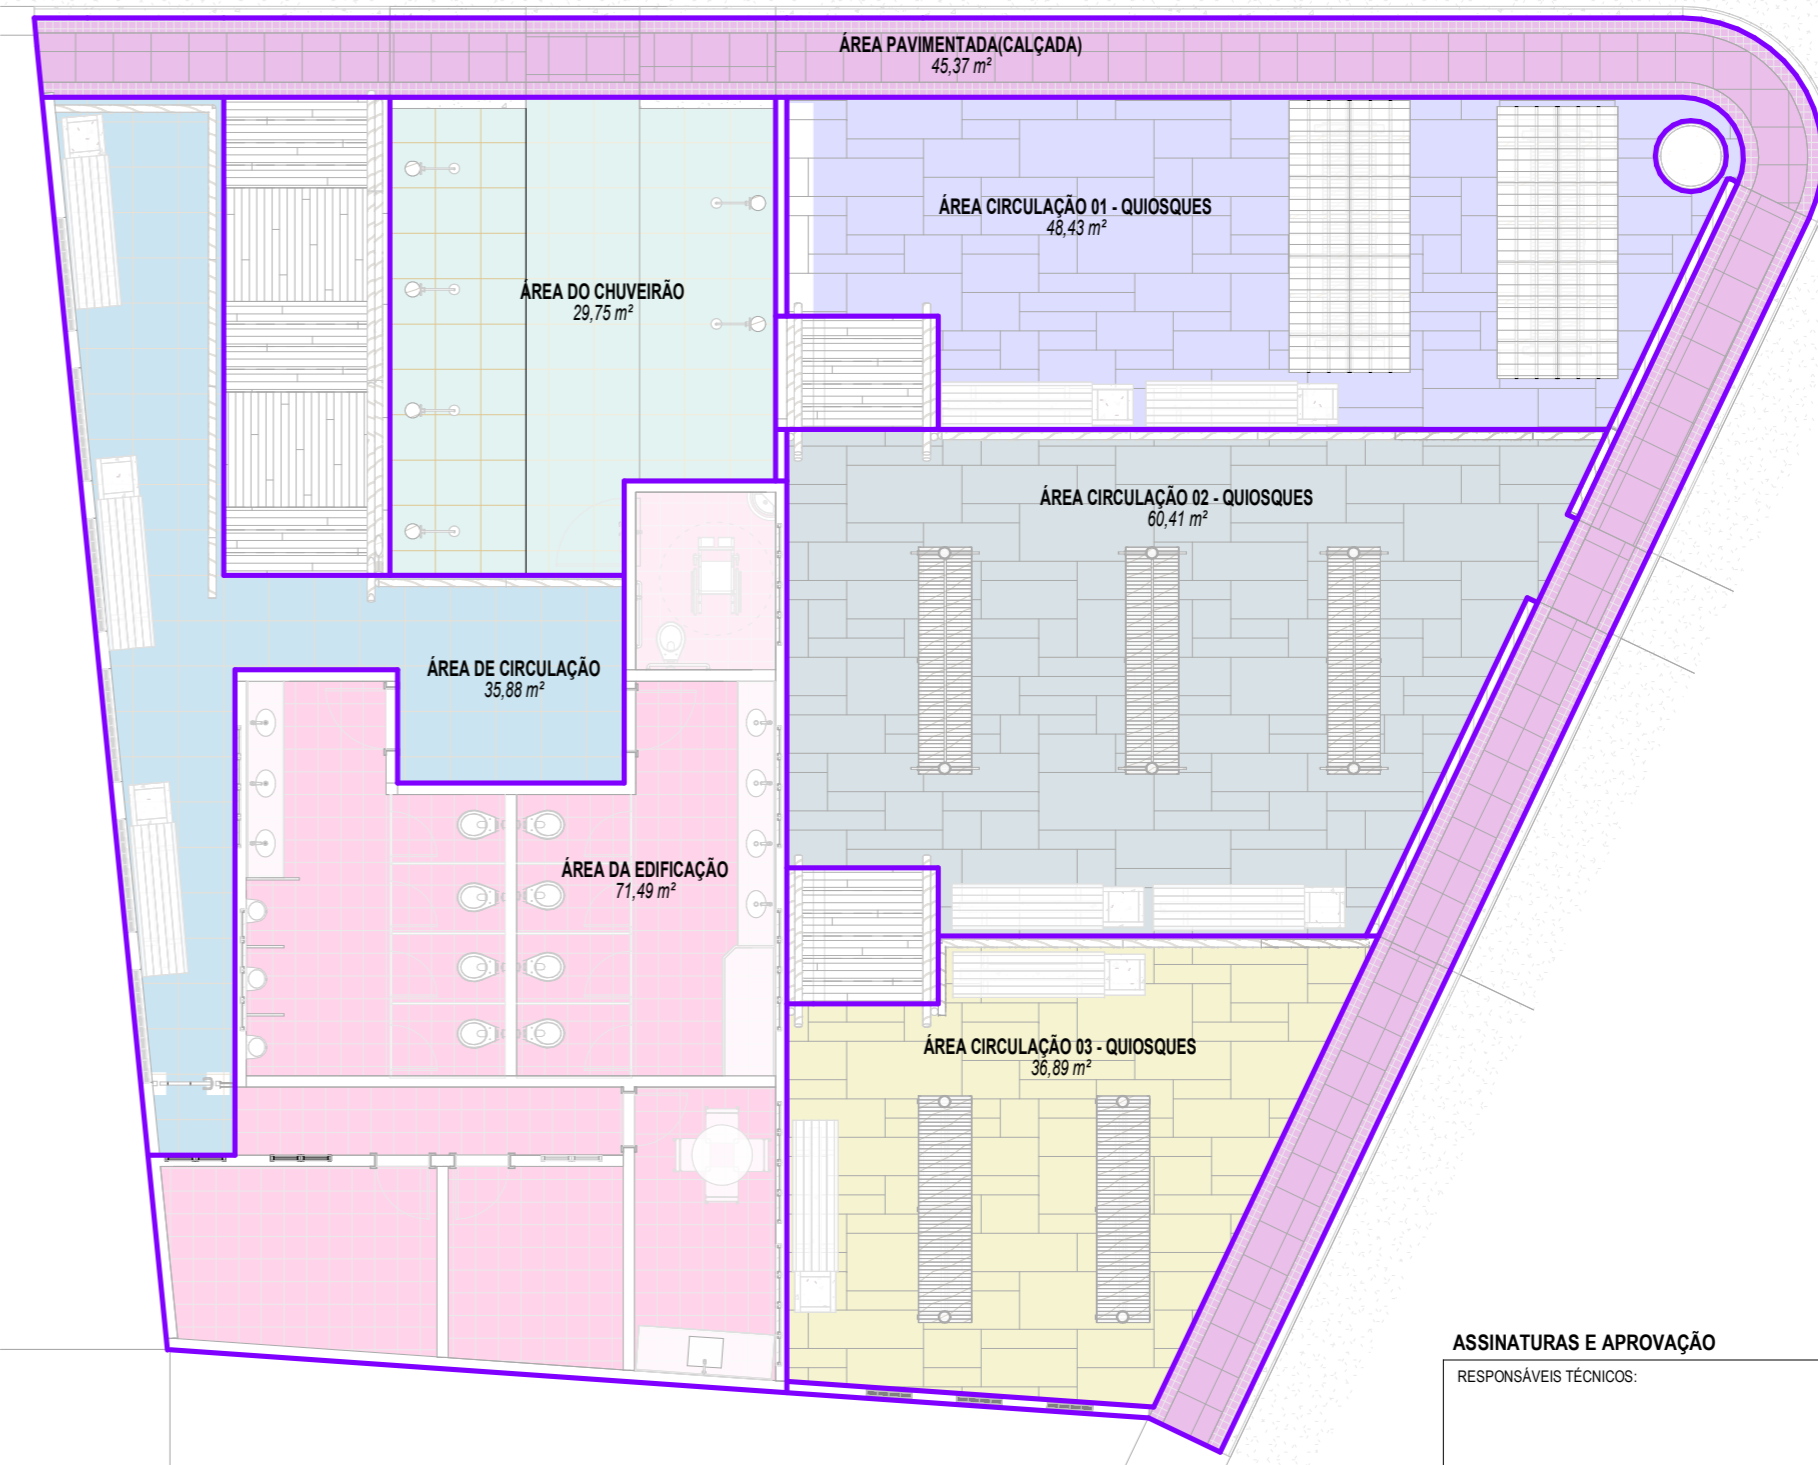 ÁREA PAVIMENTADA(CALÇADA)
45,37 m²
ÁREA CIRCULAÇÃO 01 - QUIOSQUES
48,43 m²
ÁREA DO CHUVEIRÃO
29,75 m²
ÁREA CIRCULAÇÃO 02 - QUIOSQUES
60,41 m²
ÁREA DE CIRCULAÇÃO
35,88 m²
ÁREA DA EDIFICAÇÃO
71,49 m²
ÁREA CIRCULAÇÃO 03 - QUIOSQUES
36,89 m²
ASSINATURAS E APROVAÇÃO
RESPONSÁVEIS TÉCNICOS: